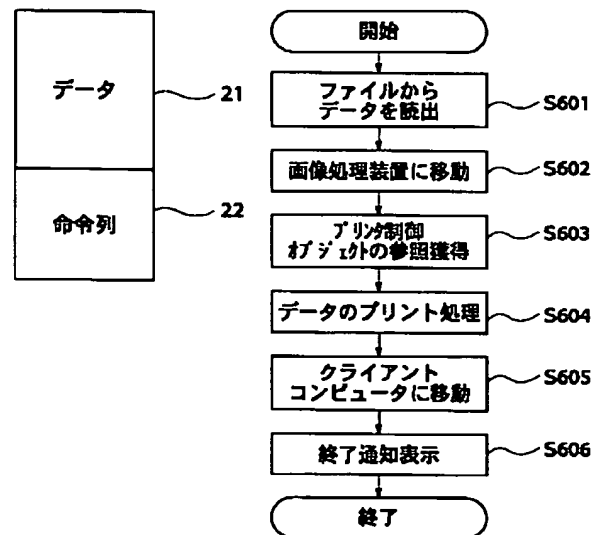 データ
21
命令列
22
開始
ファイルから
データを読出
S601
画像処理装置に移動
S602
プリンタ制御
オブジェクトの参照獲得
S603
データのプリント処理
S604
クライアント
コンピュータに移動
S605
終了通知表示
S606
終了